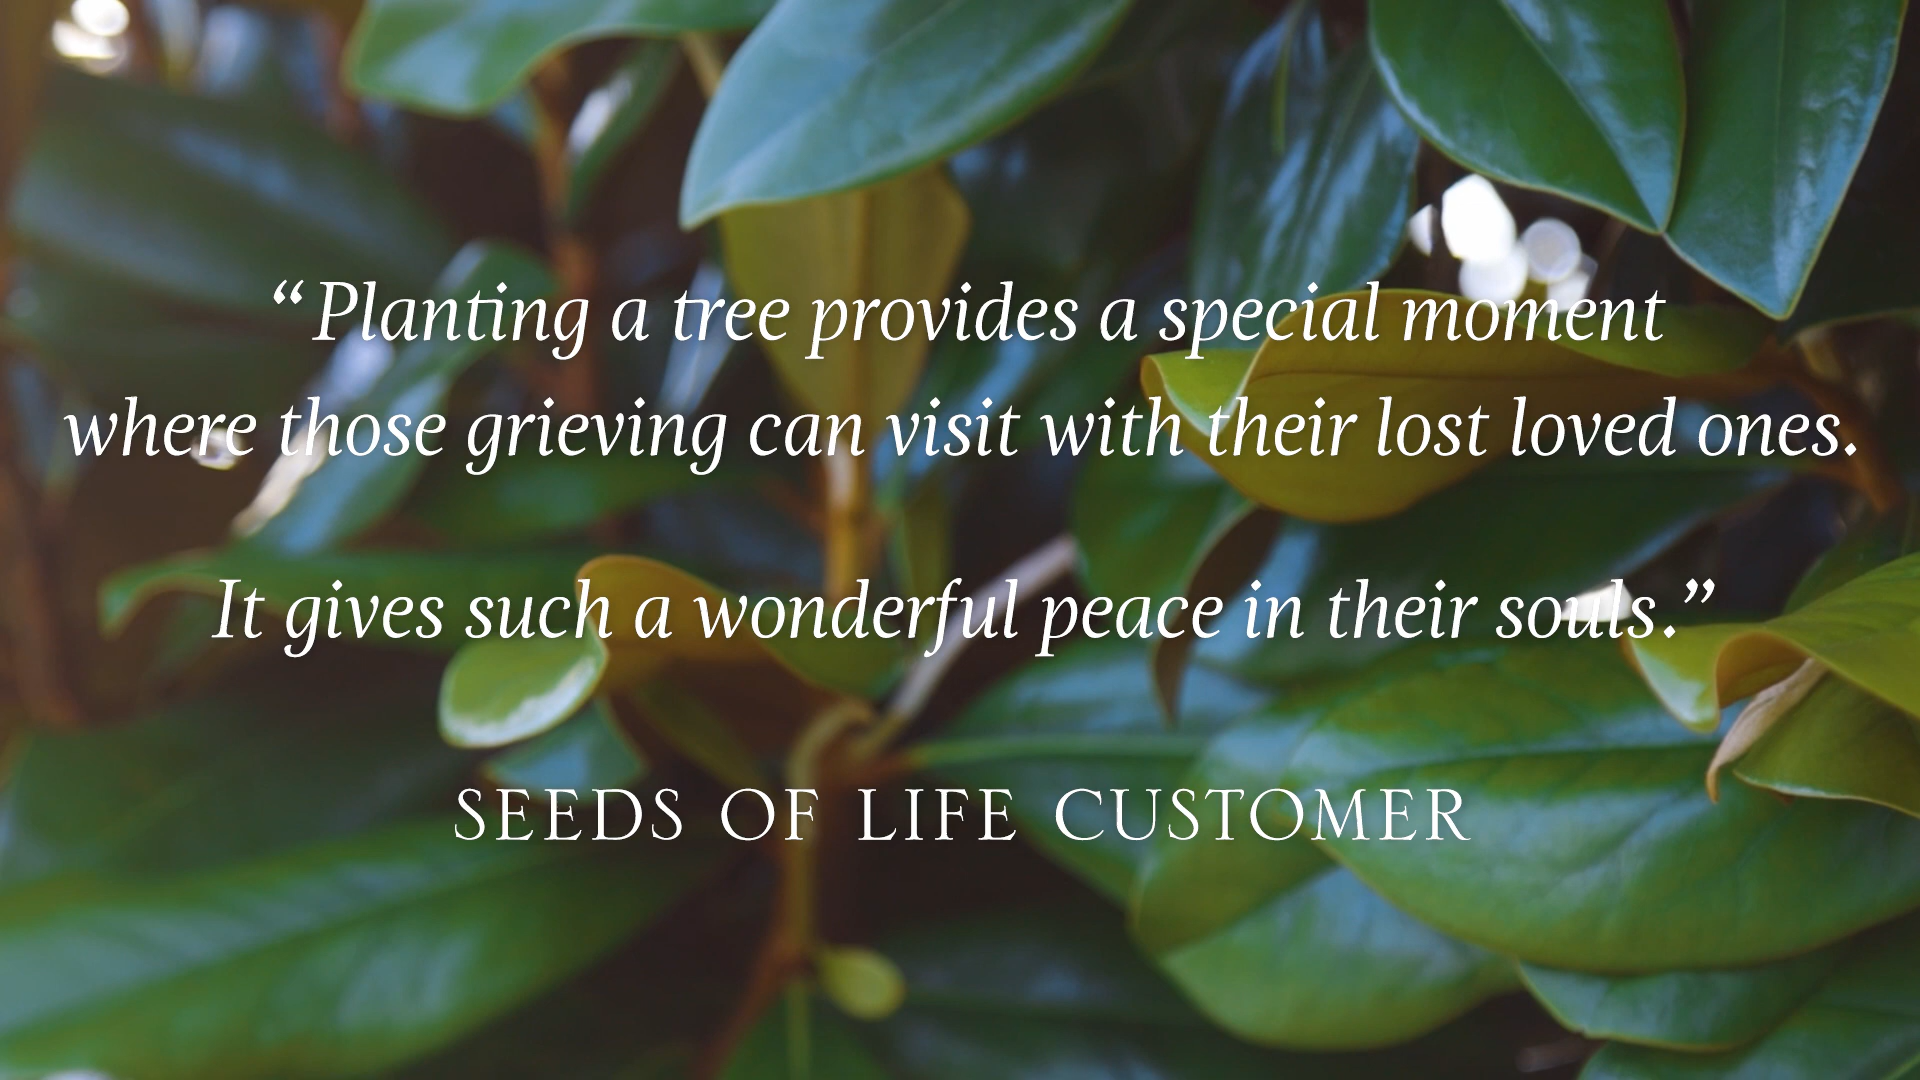 “Planting a tree provides a special moment
where those grieving can visit with their lost loved ones.
It gives such a wonderful peace in their souls.”
SEEDS OF LIFE CUSTOMER